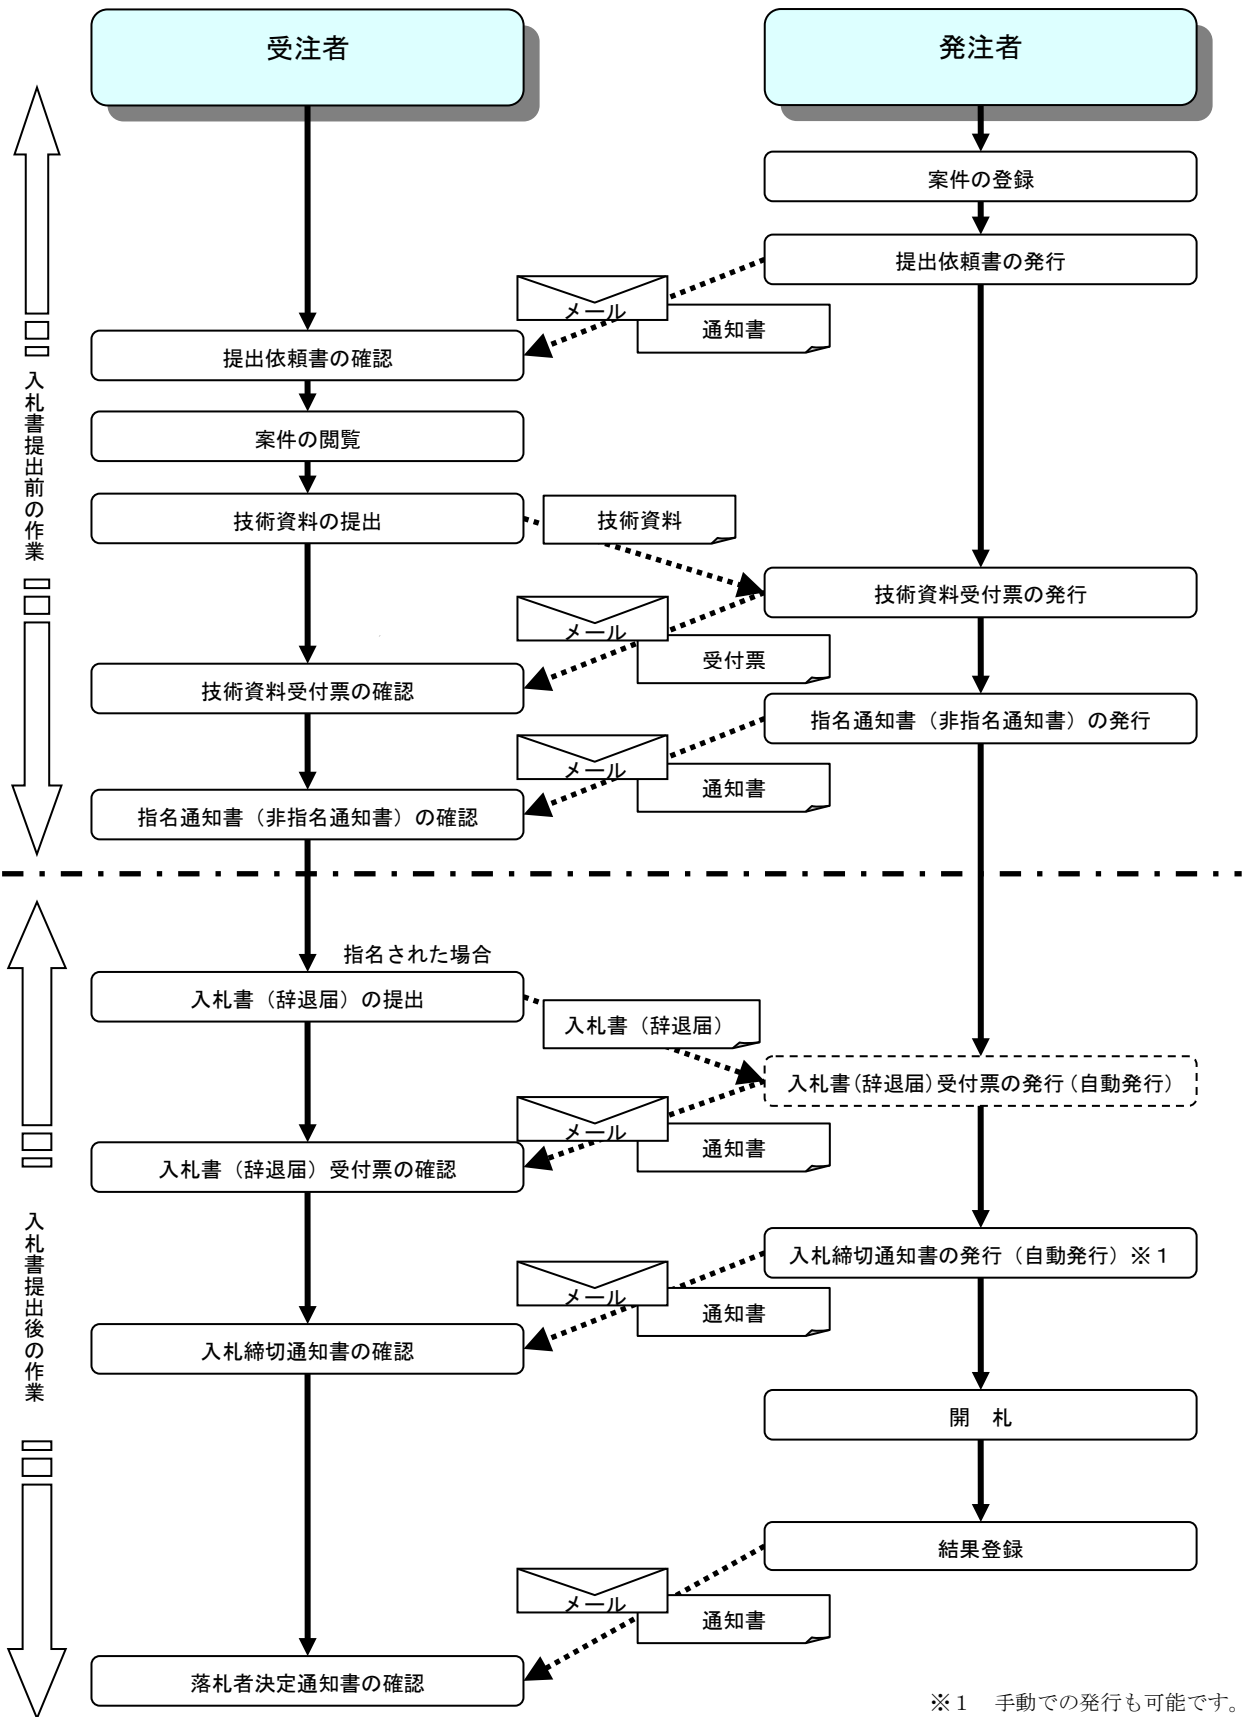 受注者
発注者
案件の登録
提出依頼書の発行
メール
通知書
提出依頼書の確認
入札書提出前の作業
案件の閲覧
技術資料の提出
技術資料
技術資料受付票の発行
メール
受付票
技術資料受付票の確認
指名通知書（非指名通知書）の発行
メール
通知書
指名通知書（非指名通知書）の確認
指名された場合
入札書（辞退届）の提出
入札書（辞退届）
入札書（辞退届）受付票の発行（自動発行）
メール
通知書
入札書（辞退届）受付票の確認
入札書提出後の作業
入札締切通知書の発行（自動発行）※１
メール
通知書
入札締切通知書の確認
開　札
結果登録
メール
通知書
落札者決定通知書の確認
※１　手動での発行も可能です。